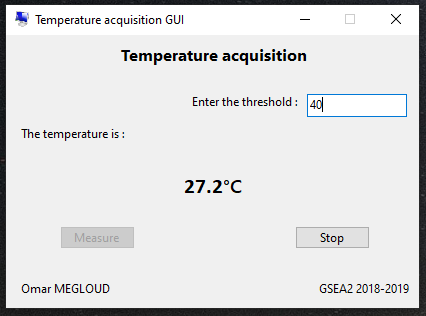 Temperature acquisition GUI
Temperature acquisition
Enter the threshold :
40
The temperature is :
27.2°C
Measure
Stop
Omar MEGLOUD
GSEA2 2018-2019